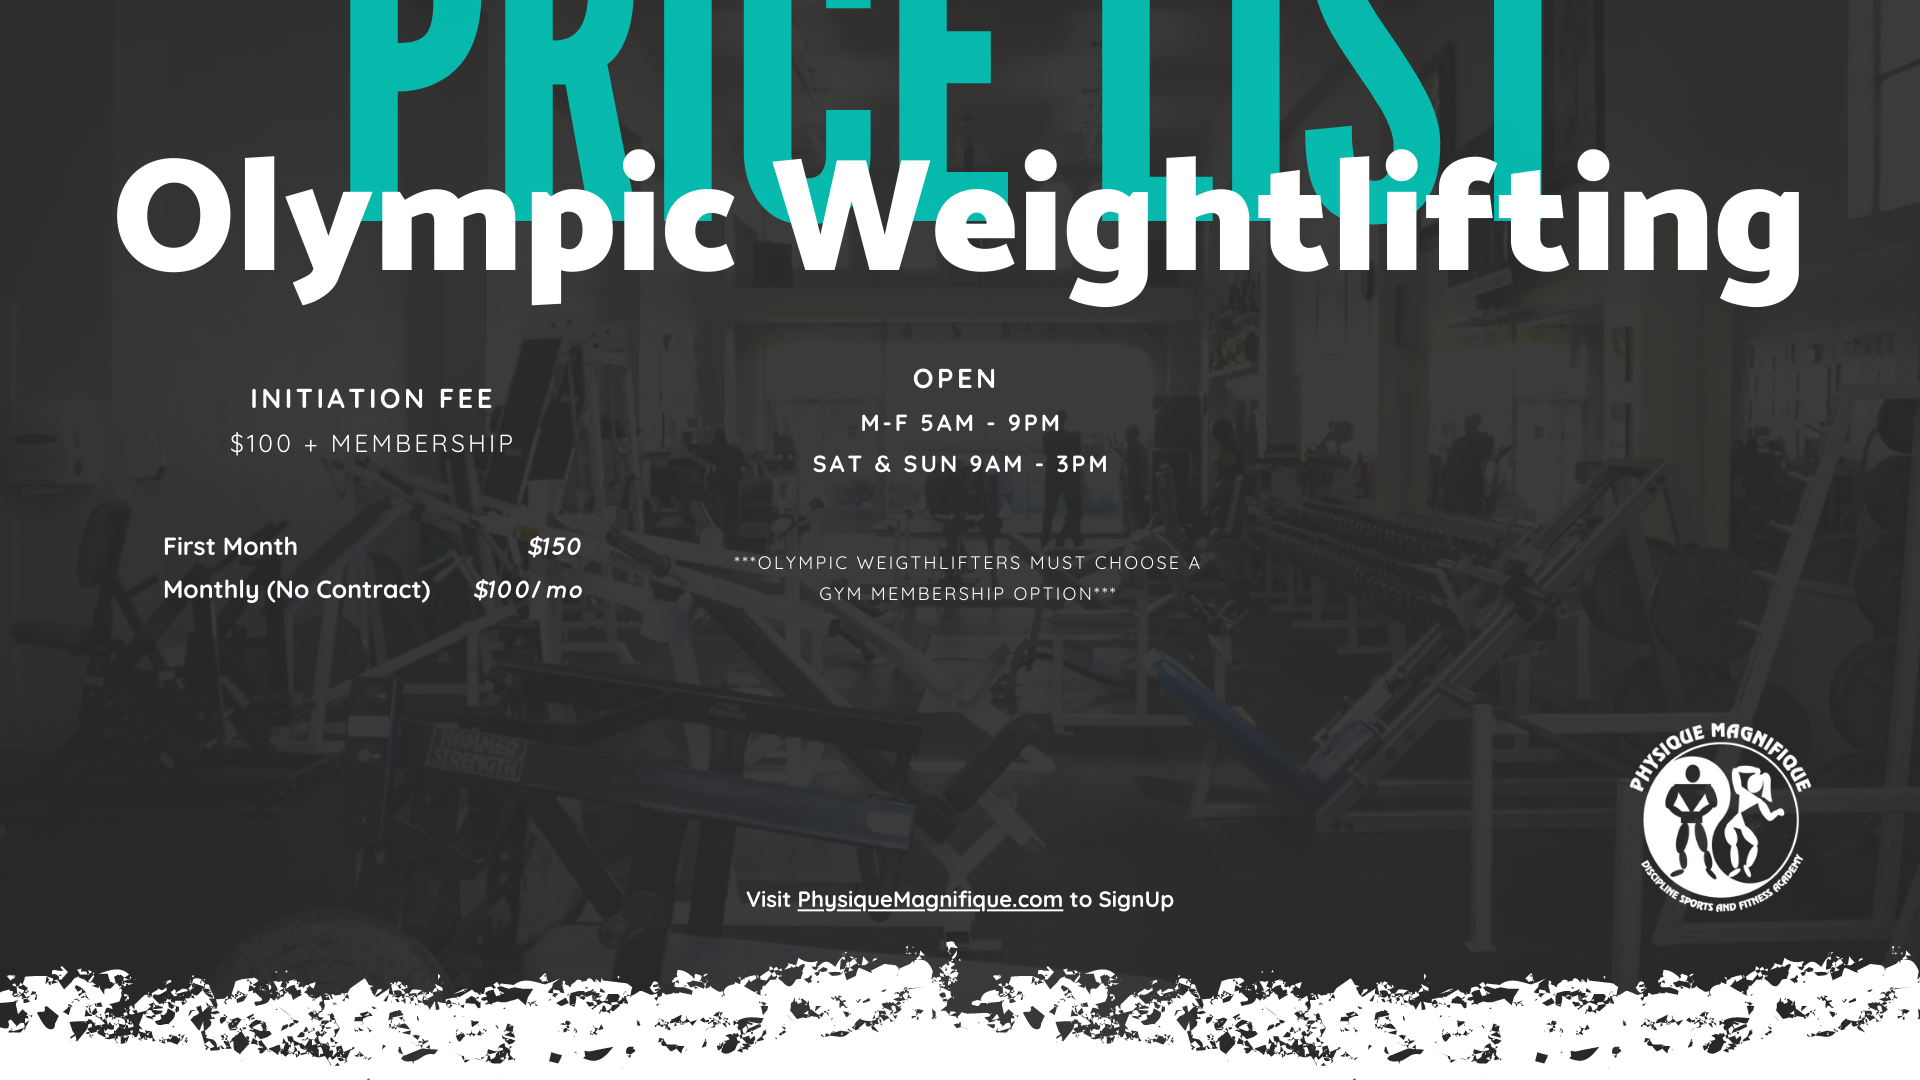 PRICE LIST
Olympic Weightlifting
INITIATION FEE
$100 + MEMBERSHIP
First Month $150
Monthly (No Contract) $100/mo
OPEN
M-F 5AM - 9PM
SAT & SUN 9AM - 3PM
***OLYMPIC WEIGTHLIFTERS MUST CHOOSE A
GYM MEMBERSHIP OPTION***
HAMMER
STRENGTH
PHYSIQUE MAGNIFIQUE
DISCIPLINE SPORTS AND FITNESS ACADEMY
Visit PhysiqueMagnifique.com to SignUp